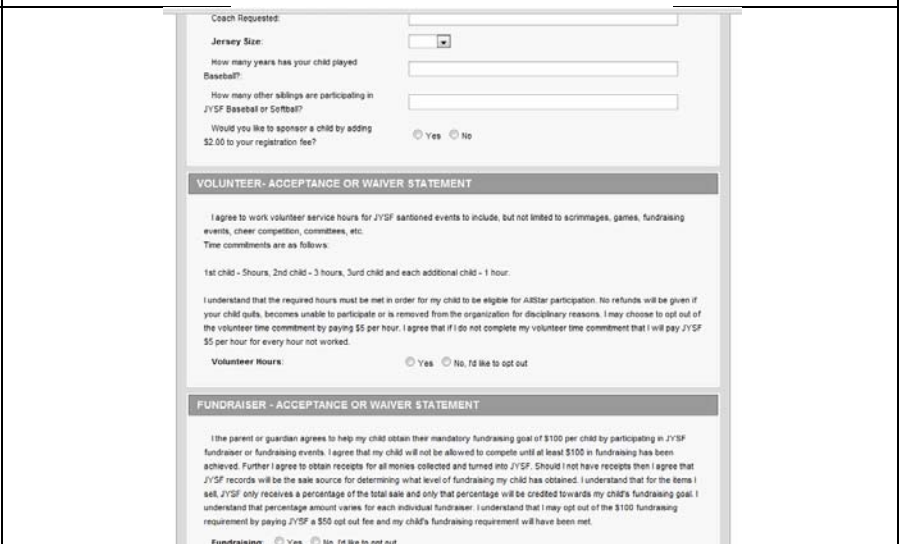 Coach Requested:
Jersey Size:
How many years has your child played
Baseball?:
How many other siblings are participating in
JYSF Baseball or Softball?
Would you like to sponsor a child by adding
$2.00 to your registration fee?
Yes No
VOLUNTEER- ACCEPTANCE OR WAIVER STATEMENT
I agree to work volunteer service hours for JYSF santioned events to include, but not limited to scrimmages, games, fundraising
events, cheer competition, committees, etc.
Time commitments are as follows:
1st child - 5hours, 2nd child - 3 hours, 3urd child and each additional child - 1 hour.
I understand that the required hours must be met in order for my child to be eligible for AllStar participation. No refunds will be given if
your child quits, becomes unable to participate or is removed from the organization for disciplinary reasons. I may choose to opt out of
the volunteer time commitment by paying $5 per hour. I agree that if I do not complete my volunteer time commitment that I will pay JYSF
$5 per hour for every hour not worked.
Volunteer Hours: Yes No, I'd like to opt out
FUNDRAISER - ACCEPTANCE OR WAIVER STATEMENT
I the parent or guardian agrees to help my child obtain their mandatory fundraising goal of $100 per child by participating in JYSF
fundraiser or fundraising events. I agree that my child will not be allowed to compete until at least $100 in fundraising has been
achieved. Further I agree to obtain receipts for all monies collected and turned into JYSF. Should I not have receipts then I agree that
JYSF records will be the sale source for determining what level of fundraising my child has obtained. I understand that for the items I
sell, JYSF only receives a percentage of the total sale and only that percentage will be credited towards my child's fundraising goal. I
understand that percentage amount varies for each individual fundraiser. I understand that I may opt out of the $100 fundraising
requirement by paying JYSF a $50 opt out fee and my child's fundraising requirement will have been met.
Fundraising: Yes No, I'd like to opt out